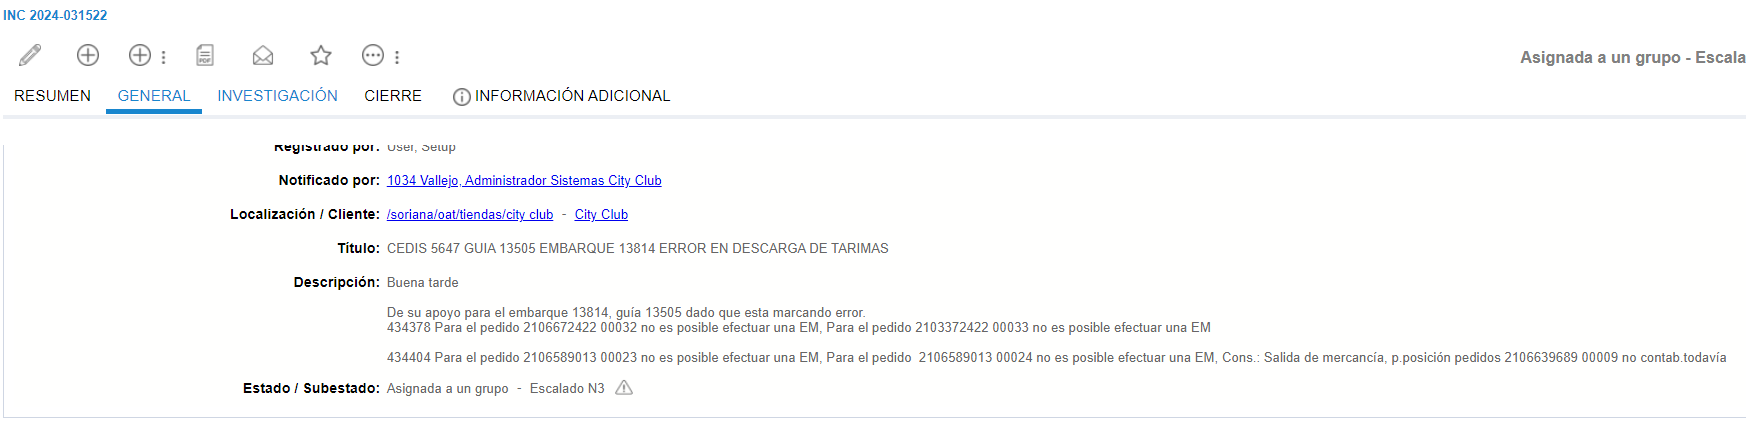 INC 2024-031522
PDF
Asignada a un grupo - Escala
RESUMEN GENERAL INVESTIGACIÓN CIERRE INFORMACIÓN ADICIONAL
Registrado por: User, Setup
Notificado por: 1034 Vallejo, Administrador Sistemas City Club
Localización / Cliente: /soriana/oat/tiendas/city club - City Club
Título: CEDIS 5647 GUIA 13505 EMBARQUE 13814 ERROR EN DESCARGA DE TARIMAS
Descripción: Buena tarde
De su apoyo para el embarque 13814, guía 13505 dado que esta marcando error.
434378 Para el pedido 2106672422 00032 no es posible efectuar una EM, Para el pedido 2103372422 00033 no es posible efectuar una EM
434404 Para el pedido 2106589013 00023 no es posible efectuar una EM, Para el pedido  2106589013 00024 no es posible efectuar una EM, Cons.: Salida de mercancía, p.posición pedidos 2106639689 00009 no contab.todavía
Estado / Subestado: Asignada a un grupo - Escalado N3